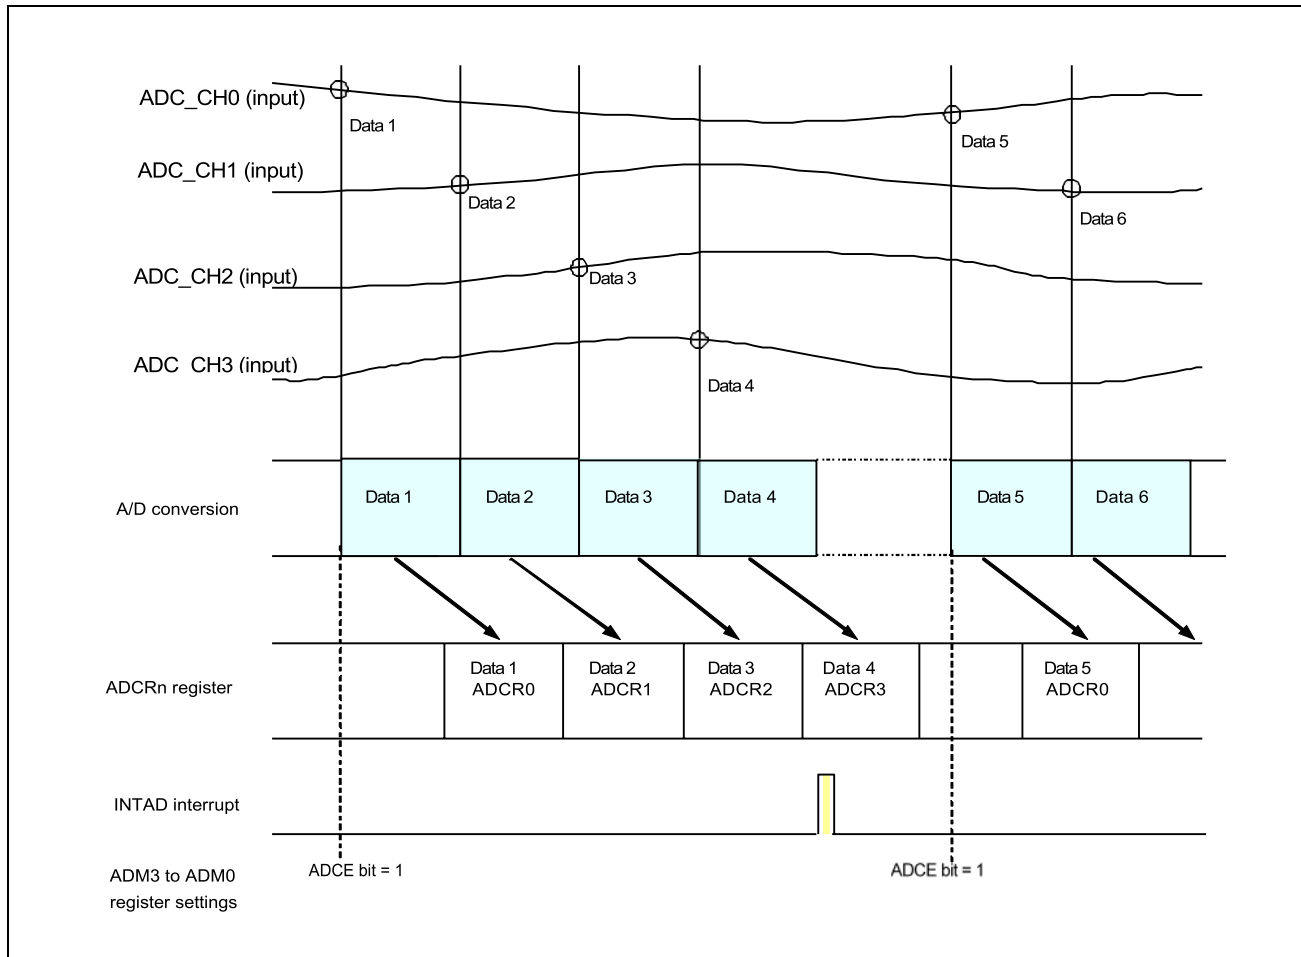 ADC_CH0 (input)
Data 1
Data 5
ADC_CH1 (input)
Data 2
Data 6
ADC_CH2 (input)
Data 3
ADC_CH3 (input)
Data 4
A/D conversion
Data 1
Data 2
Data 3
Data 4
Data 5
Data 6
ADCRn register
Data 1
ADCR0
Data 2
ADCR1
Data 3
ADCR2
Data 4
ADCR3
Data 5
ADCR0
INTAD interrupt
ADM3 to ADM0
register settings
ADCE bit = 1
ADCE bit = 1